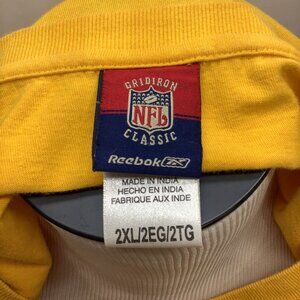 GRIDIRON
NFL
CLASSIC
Reebok
MADE IN INDIA
HECHO EN INDIA
FABRIQUE AUX INDE
2XL/2EG/2TG